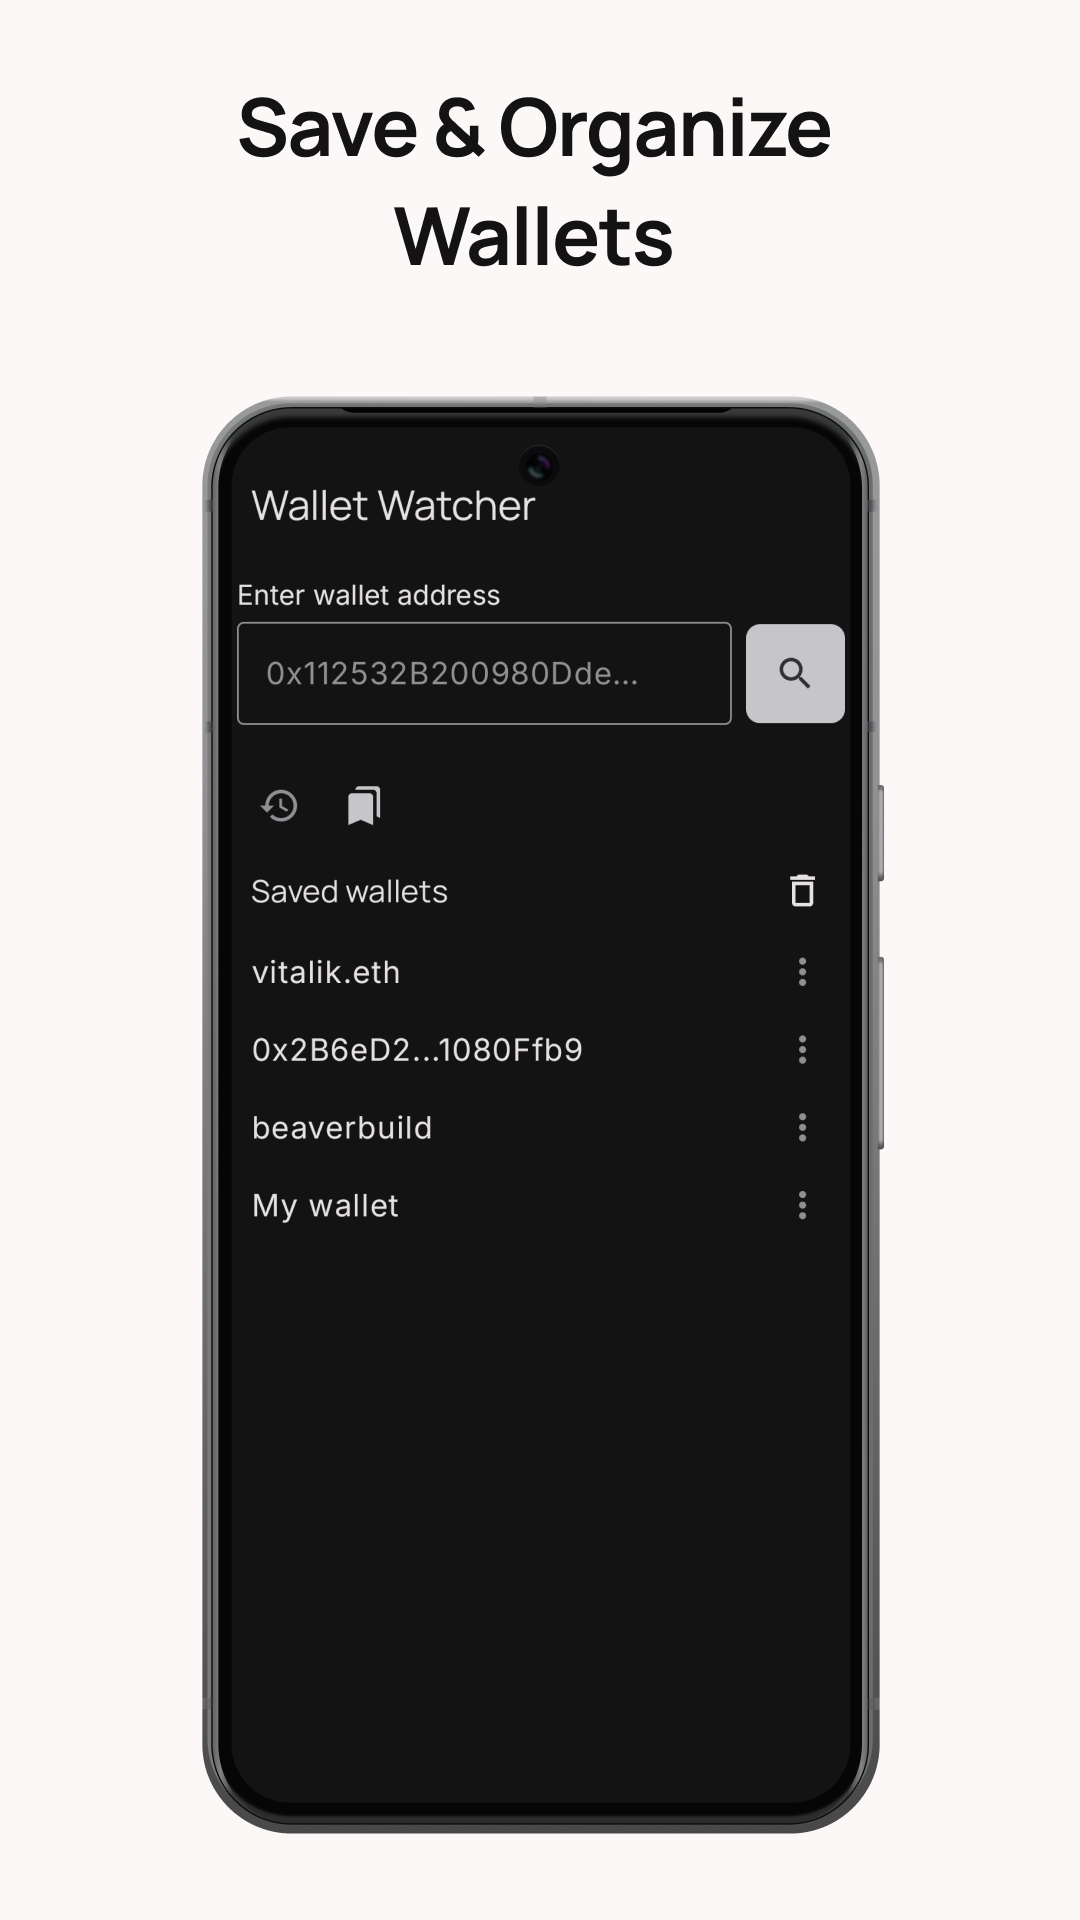 Save & Organize
Wallets
Wallet Watcher
Enter wallet address
0x112532B200980Dde...
Saved wallets
vitalik.eth
0x2B6eD2...1080Ffb9
beaverbuild
My wallet